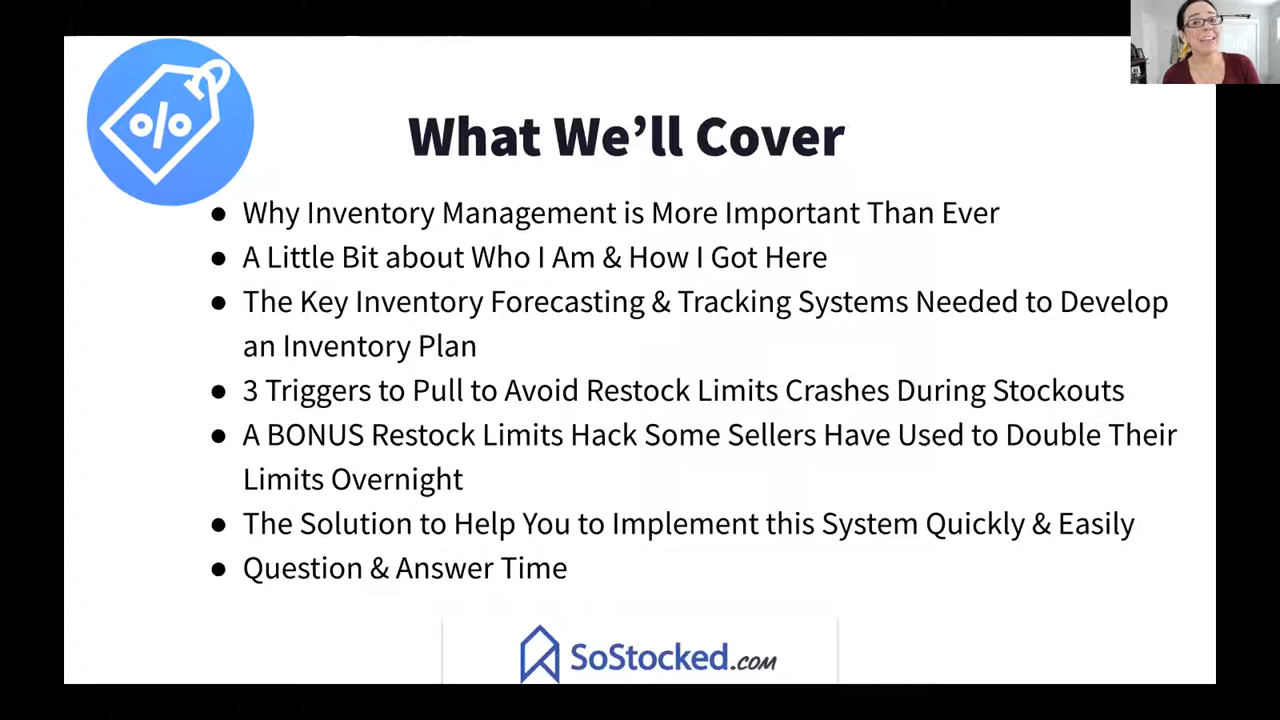 %
What We’ll Cover
● Why Inventory Management is More Important Than Ever
● A Little Bit about Who I Am & How I Got Here
● The Key Inventory Forecasting & Tracking Systems Needed to Develop
an Inventory Plan
● 3 Triggers to Pull to Avoid Restock Limits Crashes During Stockouts
● A BONUS Restock Limits Hack Some Sellers Have Used to Double Their
Limits Overnight
● The Solution to Help You to Implement this System Quickly & Easily
● Question & Answer Time
SoStocked.com